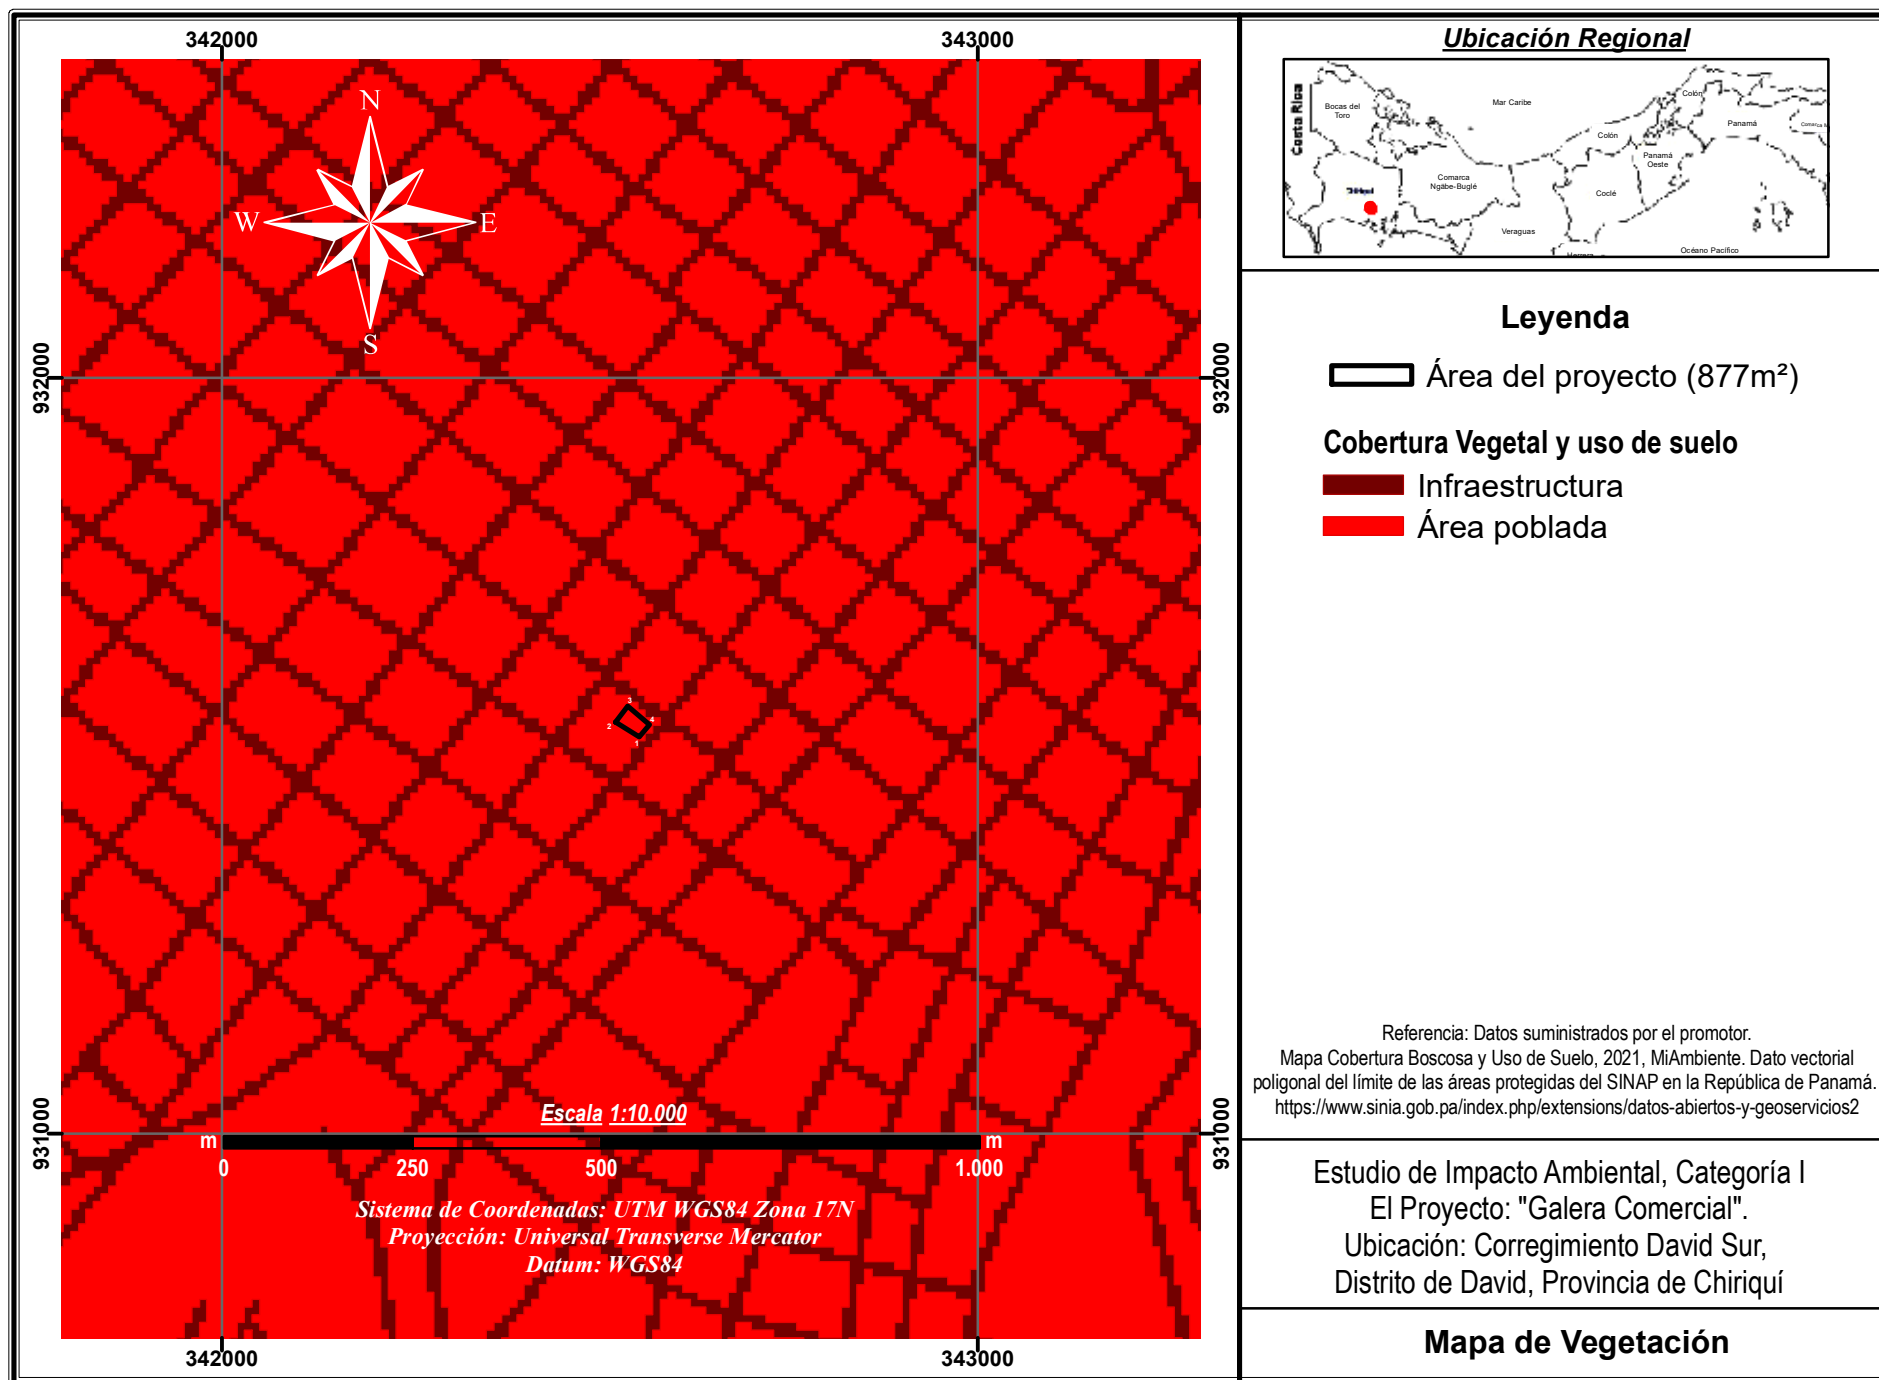 342000
343000
N
W
E
S
932000
932000
3
4
2
1
931000
931000
Escala 1:10.000
m
m
0
250
500
1.000
Sistema de Coordenadas: UTM WGS84 Zona 17N
Proyección: Universal Transverse Mercator
Datum: WGS84
342000
343000
Ubicación Regional
Costa Rica
Bocas del
Toro
Mar Caribe
Colón
Colón
Panamá
Panamá
Oeste
Comarca
Ngäbe-Buglé
Coclé
Veraguas
Herrera
Océano Pacífico
Leyenda
Área del proyecto (877m²)
Cobertura Vegetal y uso de suelo
Infraestructura
Área poblada
Referencia: Datos suministrados por el promotor.
Mapa Cobertura Boscosa y Uso de Suelo, 2021, MiAmbiente. Dato vectorial
poligonal del límite de las áreas protegidas del SINAP en la República de Panamá.
https://www.sinia.gob.pa/index.php/extensions/datos-abiertos-y-geoservicios2
Estudio de Impacto Ambiental, Categoría I
El Proyecto: "Galera Comercial".
Ubicación: Corregimiento David Sur,
Distrito de David, Provincia de Chiriquí
Mapa de Vegetación